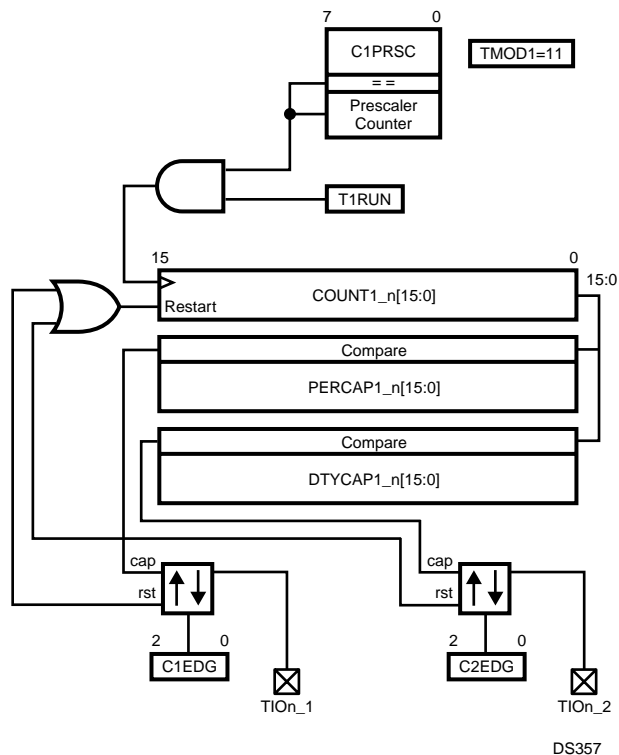 7 0
C1PRSC
TMOD1=11
= =
Prescaler
Counter
T1RUN
15 0
15:0
COUNT1_n[15:0]
Restart
Compare
PERCAP1_n[15:0]
Compare
DTYCAP1_n[15:0]
cap
rst
cap
rst
2 0
2 0
C1EDG
C2EDG
TIOn_1
TIOn_2
DS357